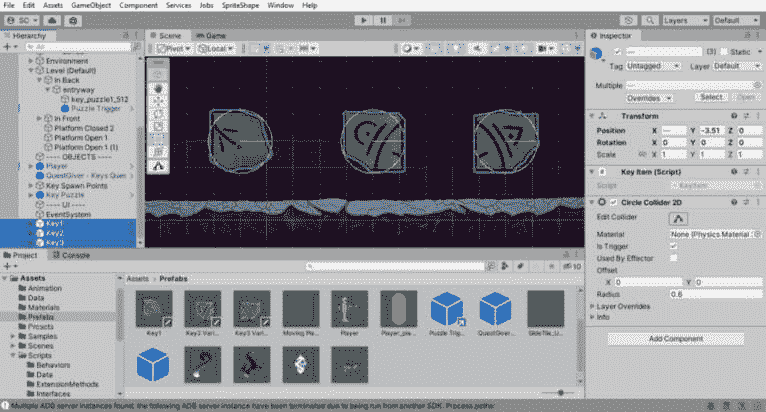 File Edit Assets GameObject Component Services Jobs SpriteShape Window Help
SC Layers Default
Hierarchy Scene Game Inspector
All Pivot Local (3) Static
Environment Tag Untagged Layer Default
Level (Default)
In Back Multiple
entryway Overrides Select Open
key_puzzle1_512
Puzzle Trigger Transform
In Front Position X — Y -3.51 Z 0
Platform Closed 2 Rotation X 0 Y 0 Z 0
Platform Open 1 Scale X 1 Y 1 Z 1
Platform Open 1 (1)
---- OBJECTS ---- Key Item (Script)
Player Script KeyItem
QuestGiver - Keys Ques
Key Spawn Points Circle Collider 2D
Key Puzzle Edit Collider
---- UI ----
EventSystem Material None (Physics Material
Key1 Is Trigger
Key2 Used By Effector
Key3 Offset
X 0 Y 0
Project Console Radius 0.6
10 Layer Overrides
Assets Assets Prefabs Info
Animation
Data Add Component
Materials
Prefabs
Presets
Samples
Scenes
Scripts
Behaviors
Data
ExtensionMethods
Interfaces
Key1 Key2 Vari... Key3 Vari... Moving Pla... Player Player_pla... Puzzle Trig... QuestGiver... SlideTile_U...
Multiple ADB server instances found, the following ADB server instance have been terminated due to being run from another SDK. Process paths: